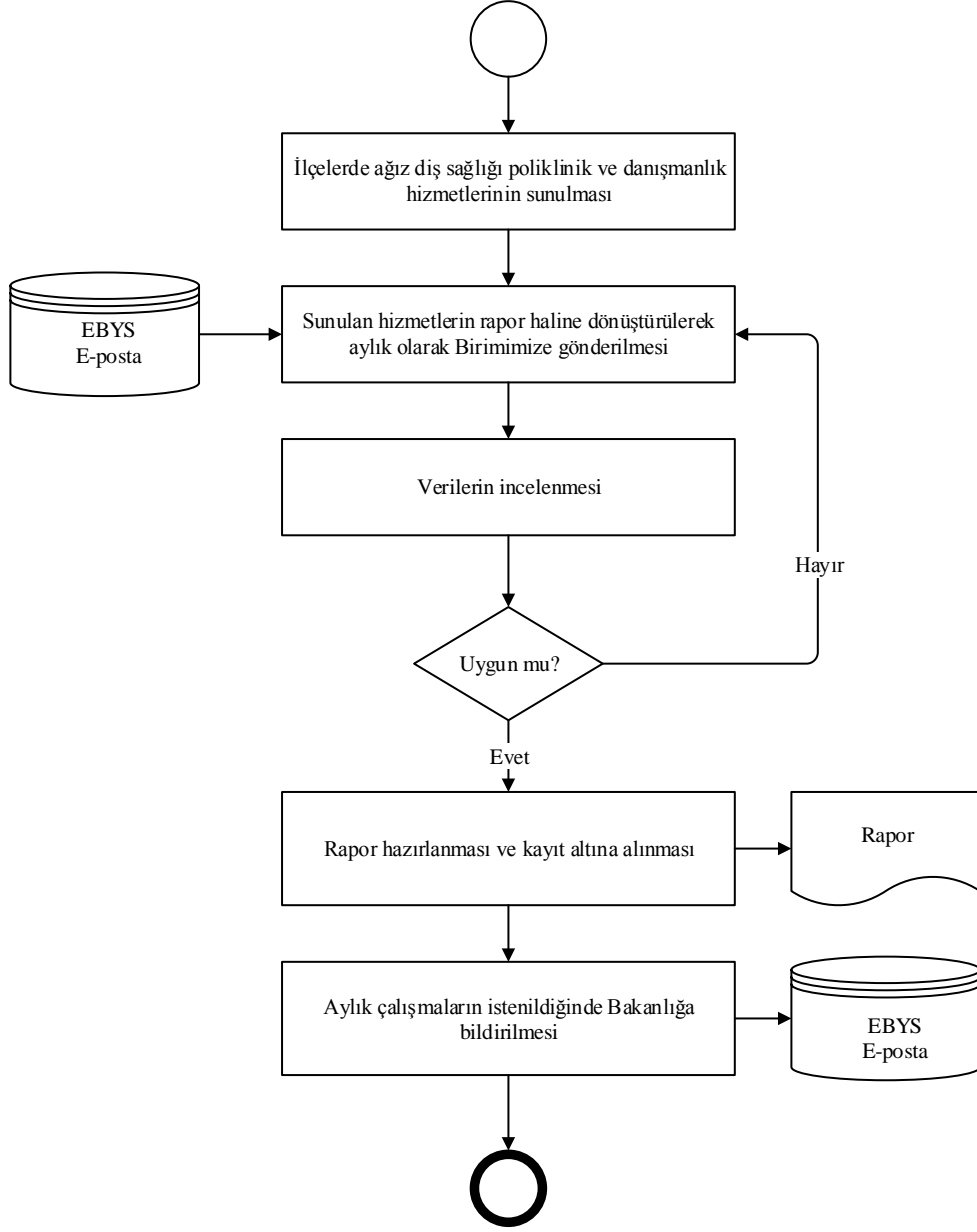 İlçelerde ağız diş sağlığı poliklinik ve danışmanlık
hizmetlerinin sunulması
EBYS
E-posta
Sunulan hizmetlerin rapor haline dönüştürülerek
aylık olarak Birimimize gönderilmesi
Verilerin incelenmesi
Hayır
Uygun mu?
Evet
Rapor hazırlanması ve kayıt altına alınması
Rapor
Aylık çalışmaların istenildiğinde Bakanlığa
bildirilmesi
EBYS
E-posta